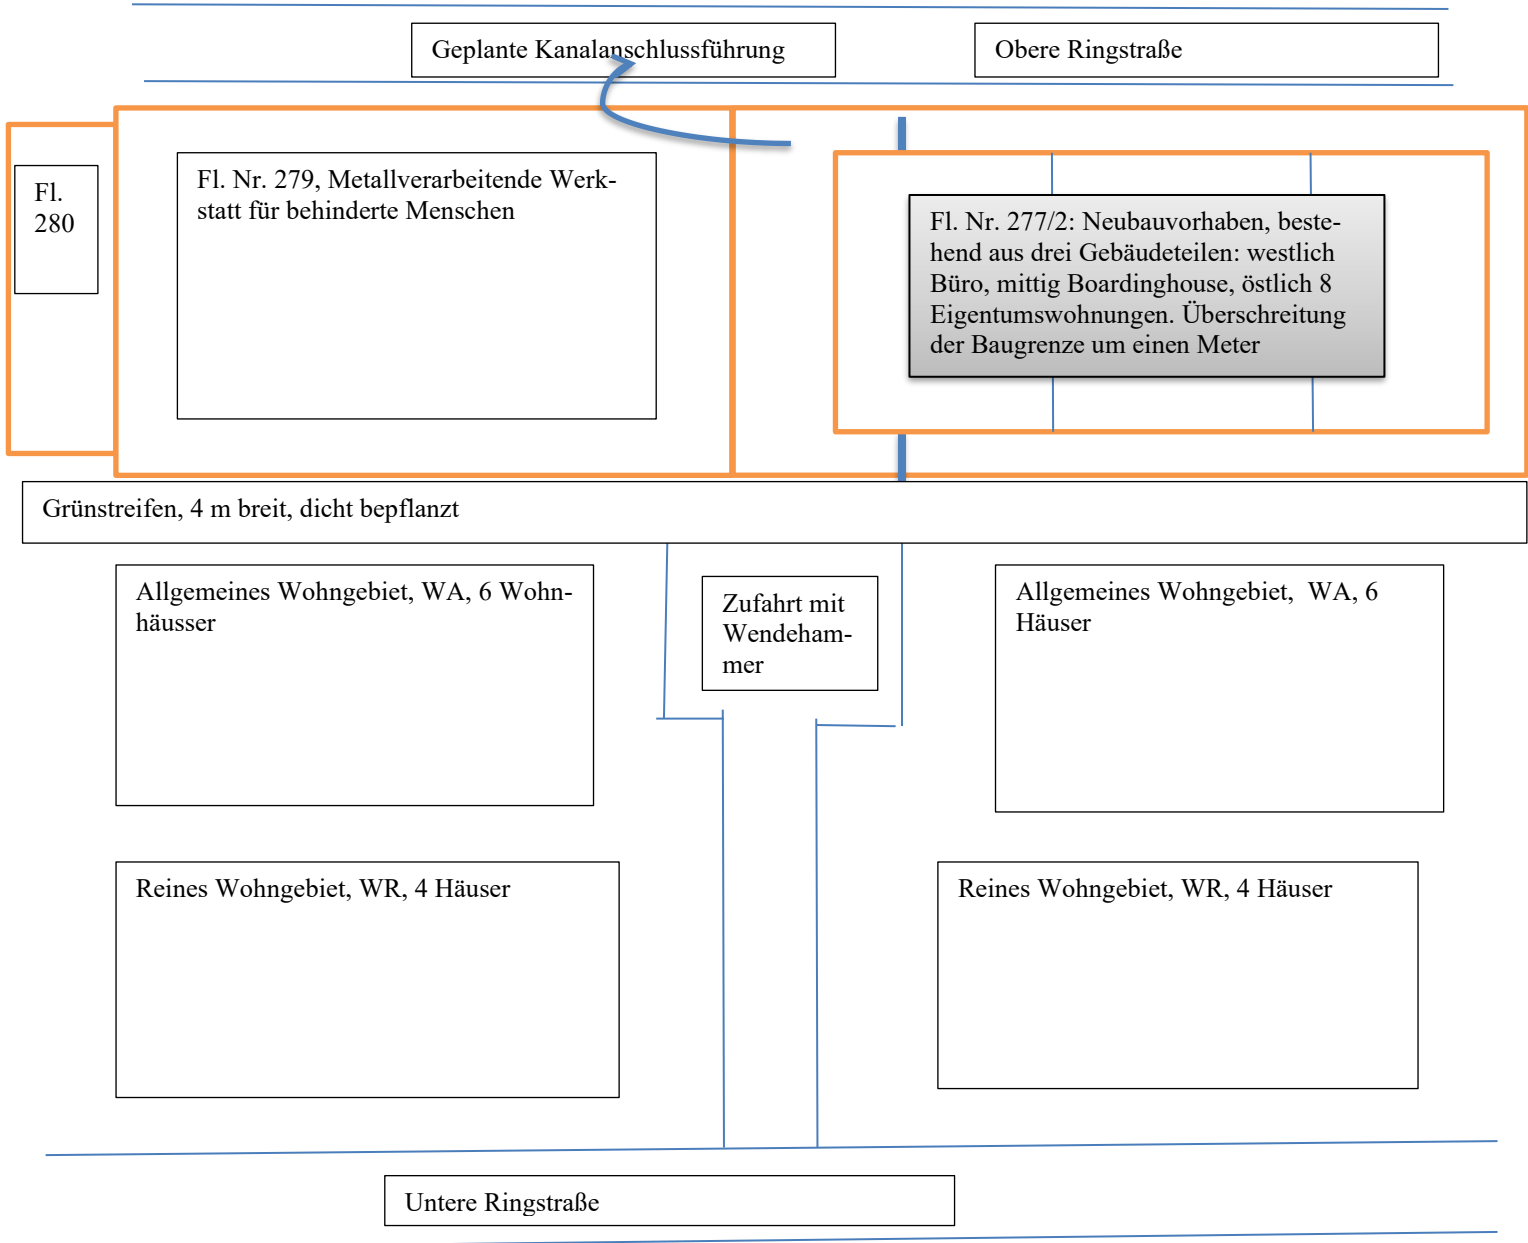 Geplante Kanalanschlussführung
Obere Ringstraße
Fl.
280
Fl. Nr. 279, Metallverarbeitende Werk-
statt für behinderte Menschen
Fl. Nr. 277/2: Neubauvorhaben, beste-
hend aus drei Gebäudeteilen: westlich
Büro, mittig Boardinghouse, östlich 8
Eigentumswohnungen. Überschreitung
der Baugrenze um einen Meter
Grünstreifen, 4 m breit, dicht bepflanzt
Allgemeines Wohngebiet, WA, 6 Wohn-
häusser
Zufahrt mit
Wendeham-
mer
Allgemeines Wohngebiet, WA, 6
Häuser
Reines Wohngebiet, WR, 4 Häuser
Reines Wohngebiet, WR, 4 Häuser
Untere Ringstraße